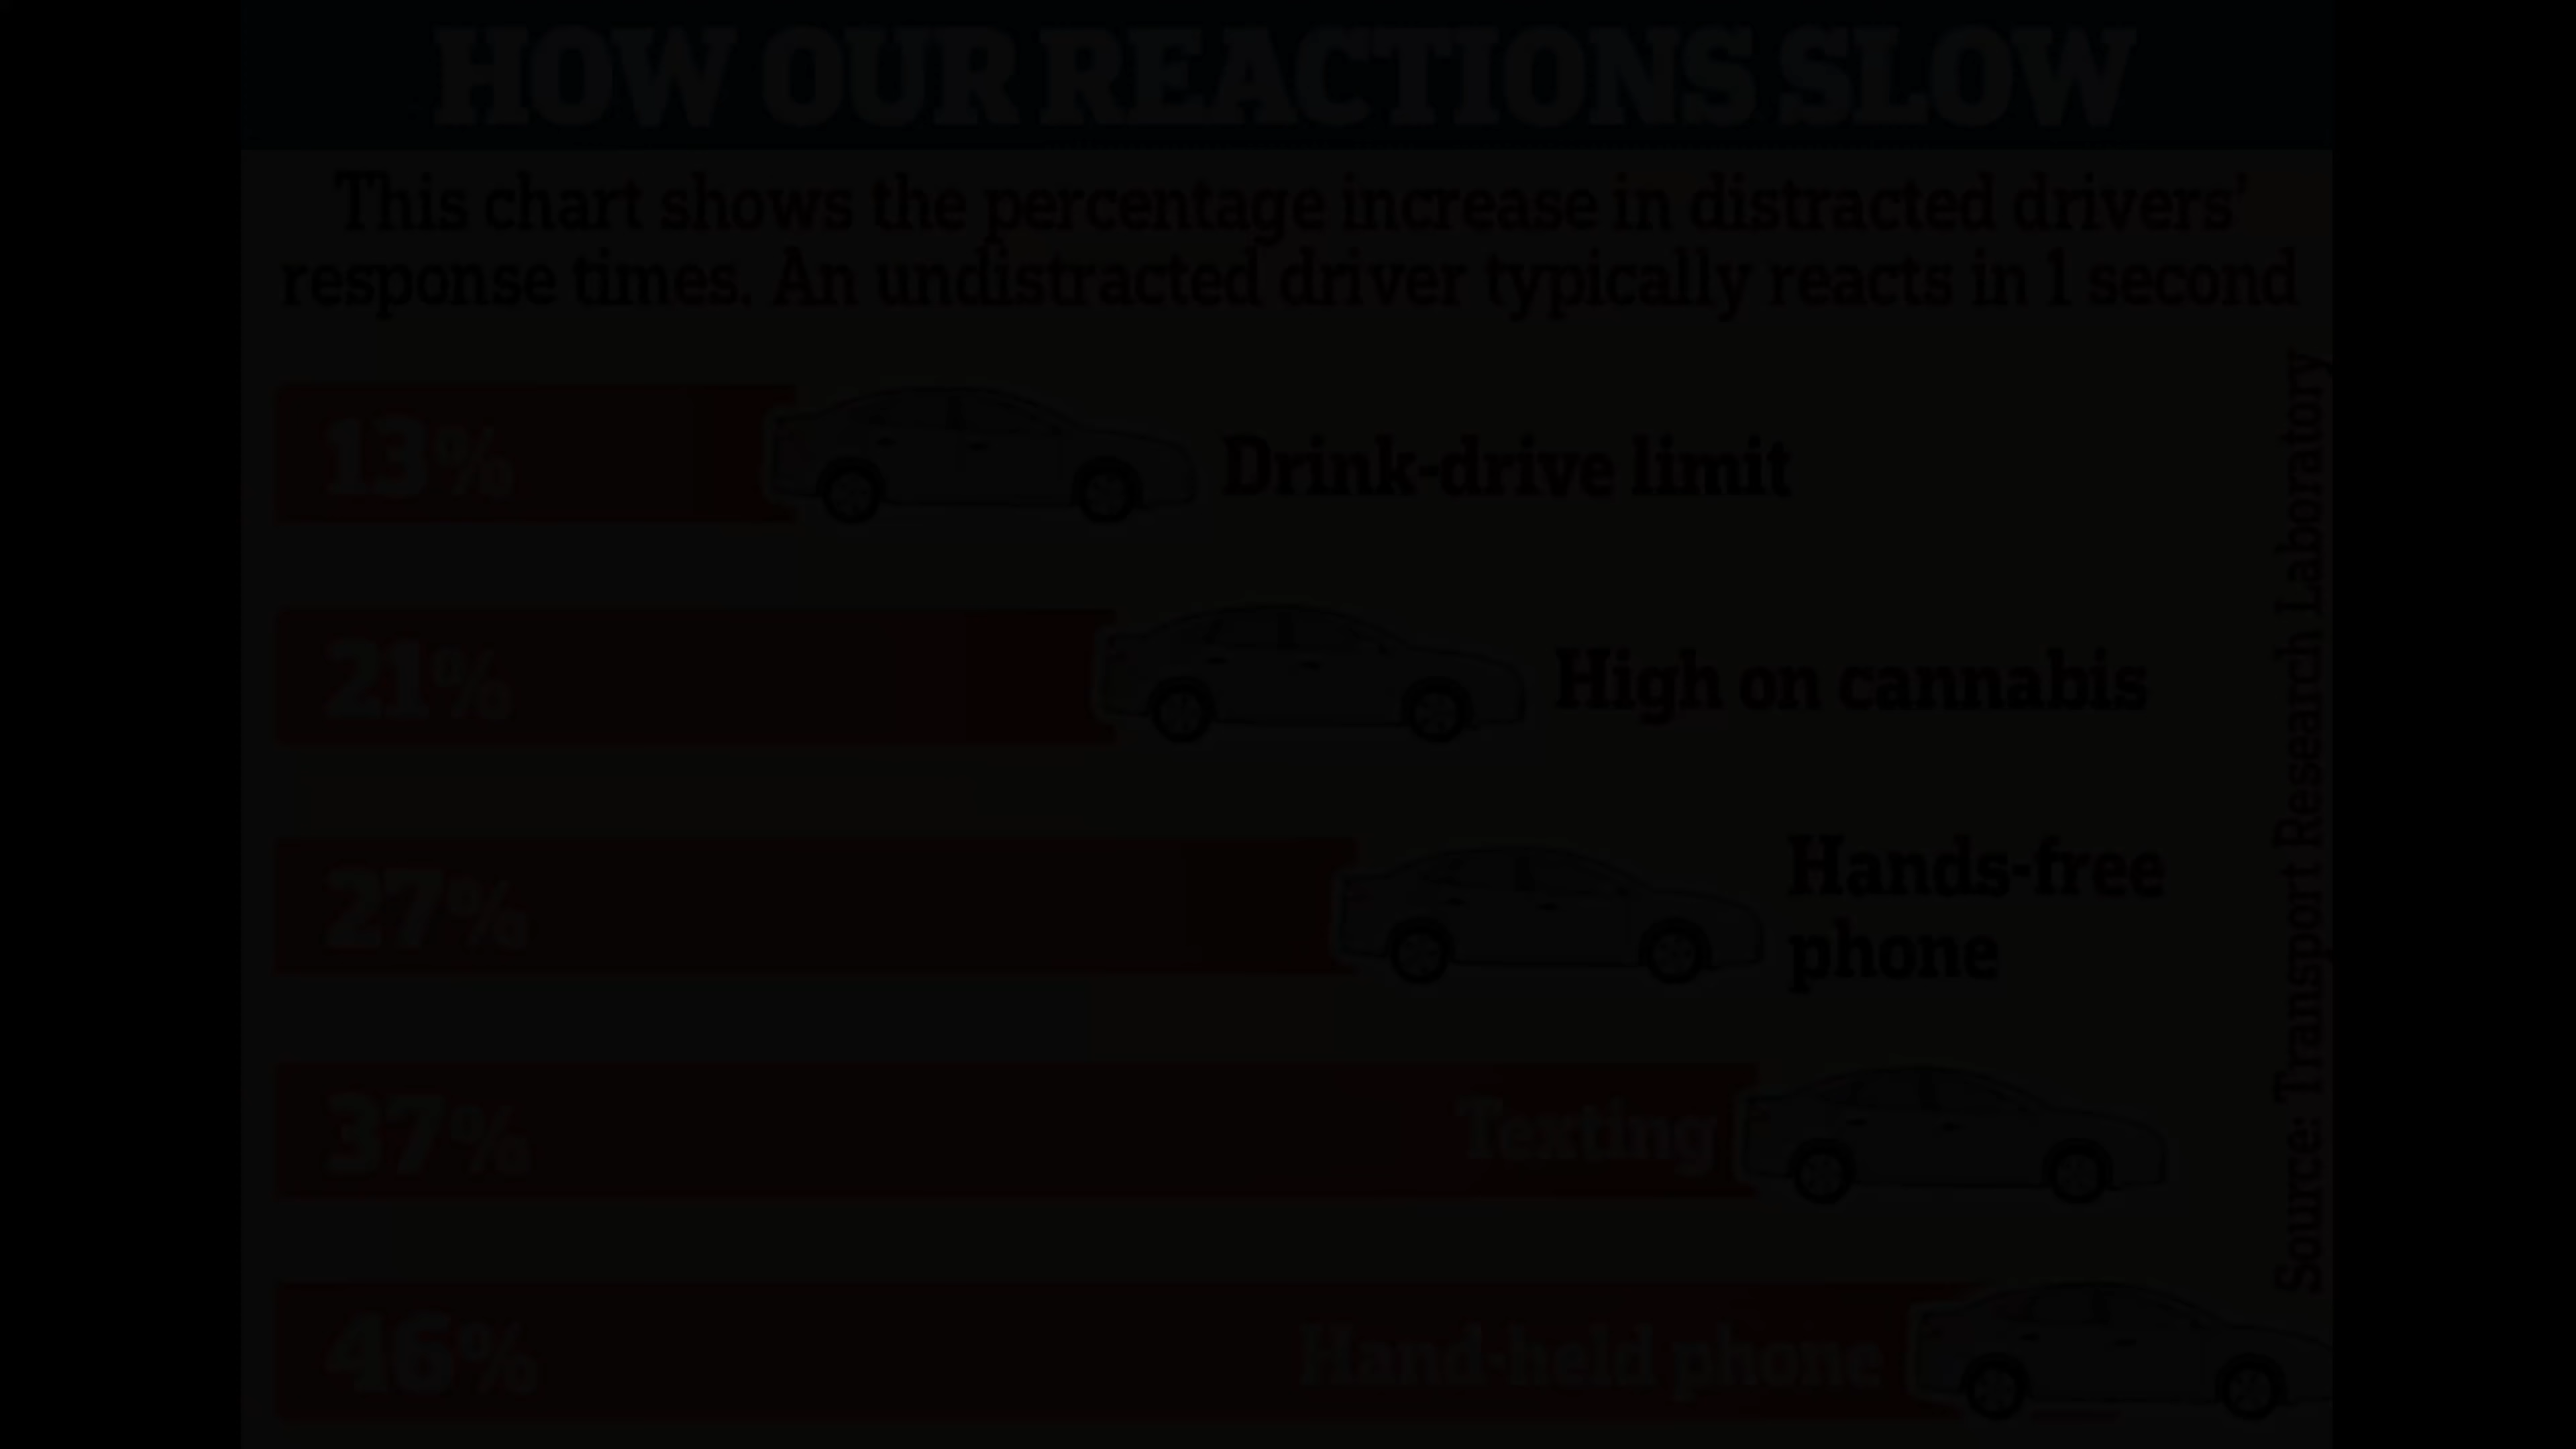 HOW OUR REACTIONS SLOW
This chart shows the percentage increase in distracted drivers'
response times. An undistracted driver typically reacts in 1 second
13%
Drink-drive limit
21%
High on cannabis
27%
Hands-free
phone
37%
Texting
46%
Hand-held phone
Source: Transport Research Laboratory